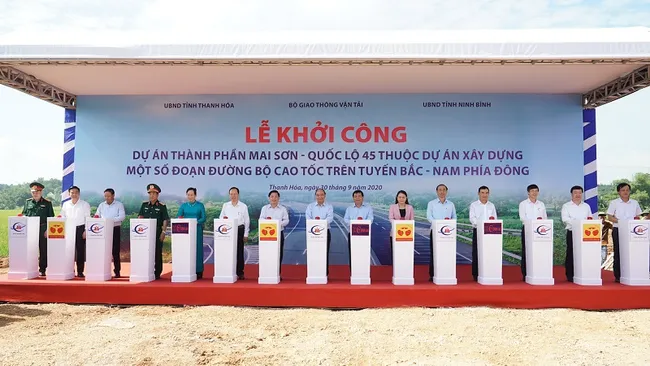 UBND TỈNH THANH HÓA BỘ GIAO THÔNG VẬN TẢI UBND TỈNH NINH BÌNH
LỄ KHỞI CÔNG
DỰ ÁN THÀNH PHẦN MAI SƠN - QUỐC LỘ 45 THUỘC DỰ ÁN XÂY DỰNG
MỘT SỐ ĐOẠN ĐƯỜNG BỘ CAO TỐC TRÊN TUYẾN BẮC - NAM PHÍA ĐÔNG
Thanh Hóa, ngày 30 tháng 9 năm 2020